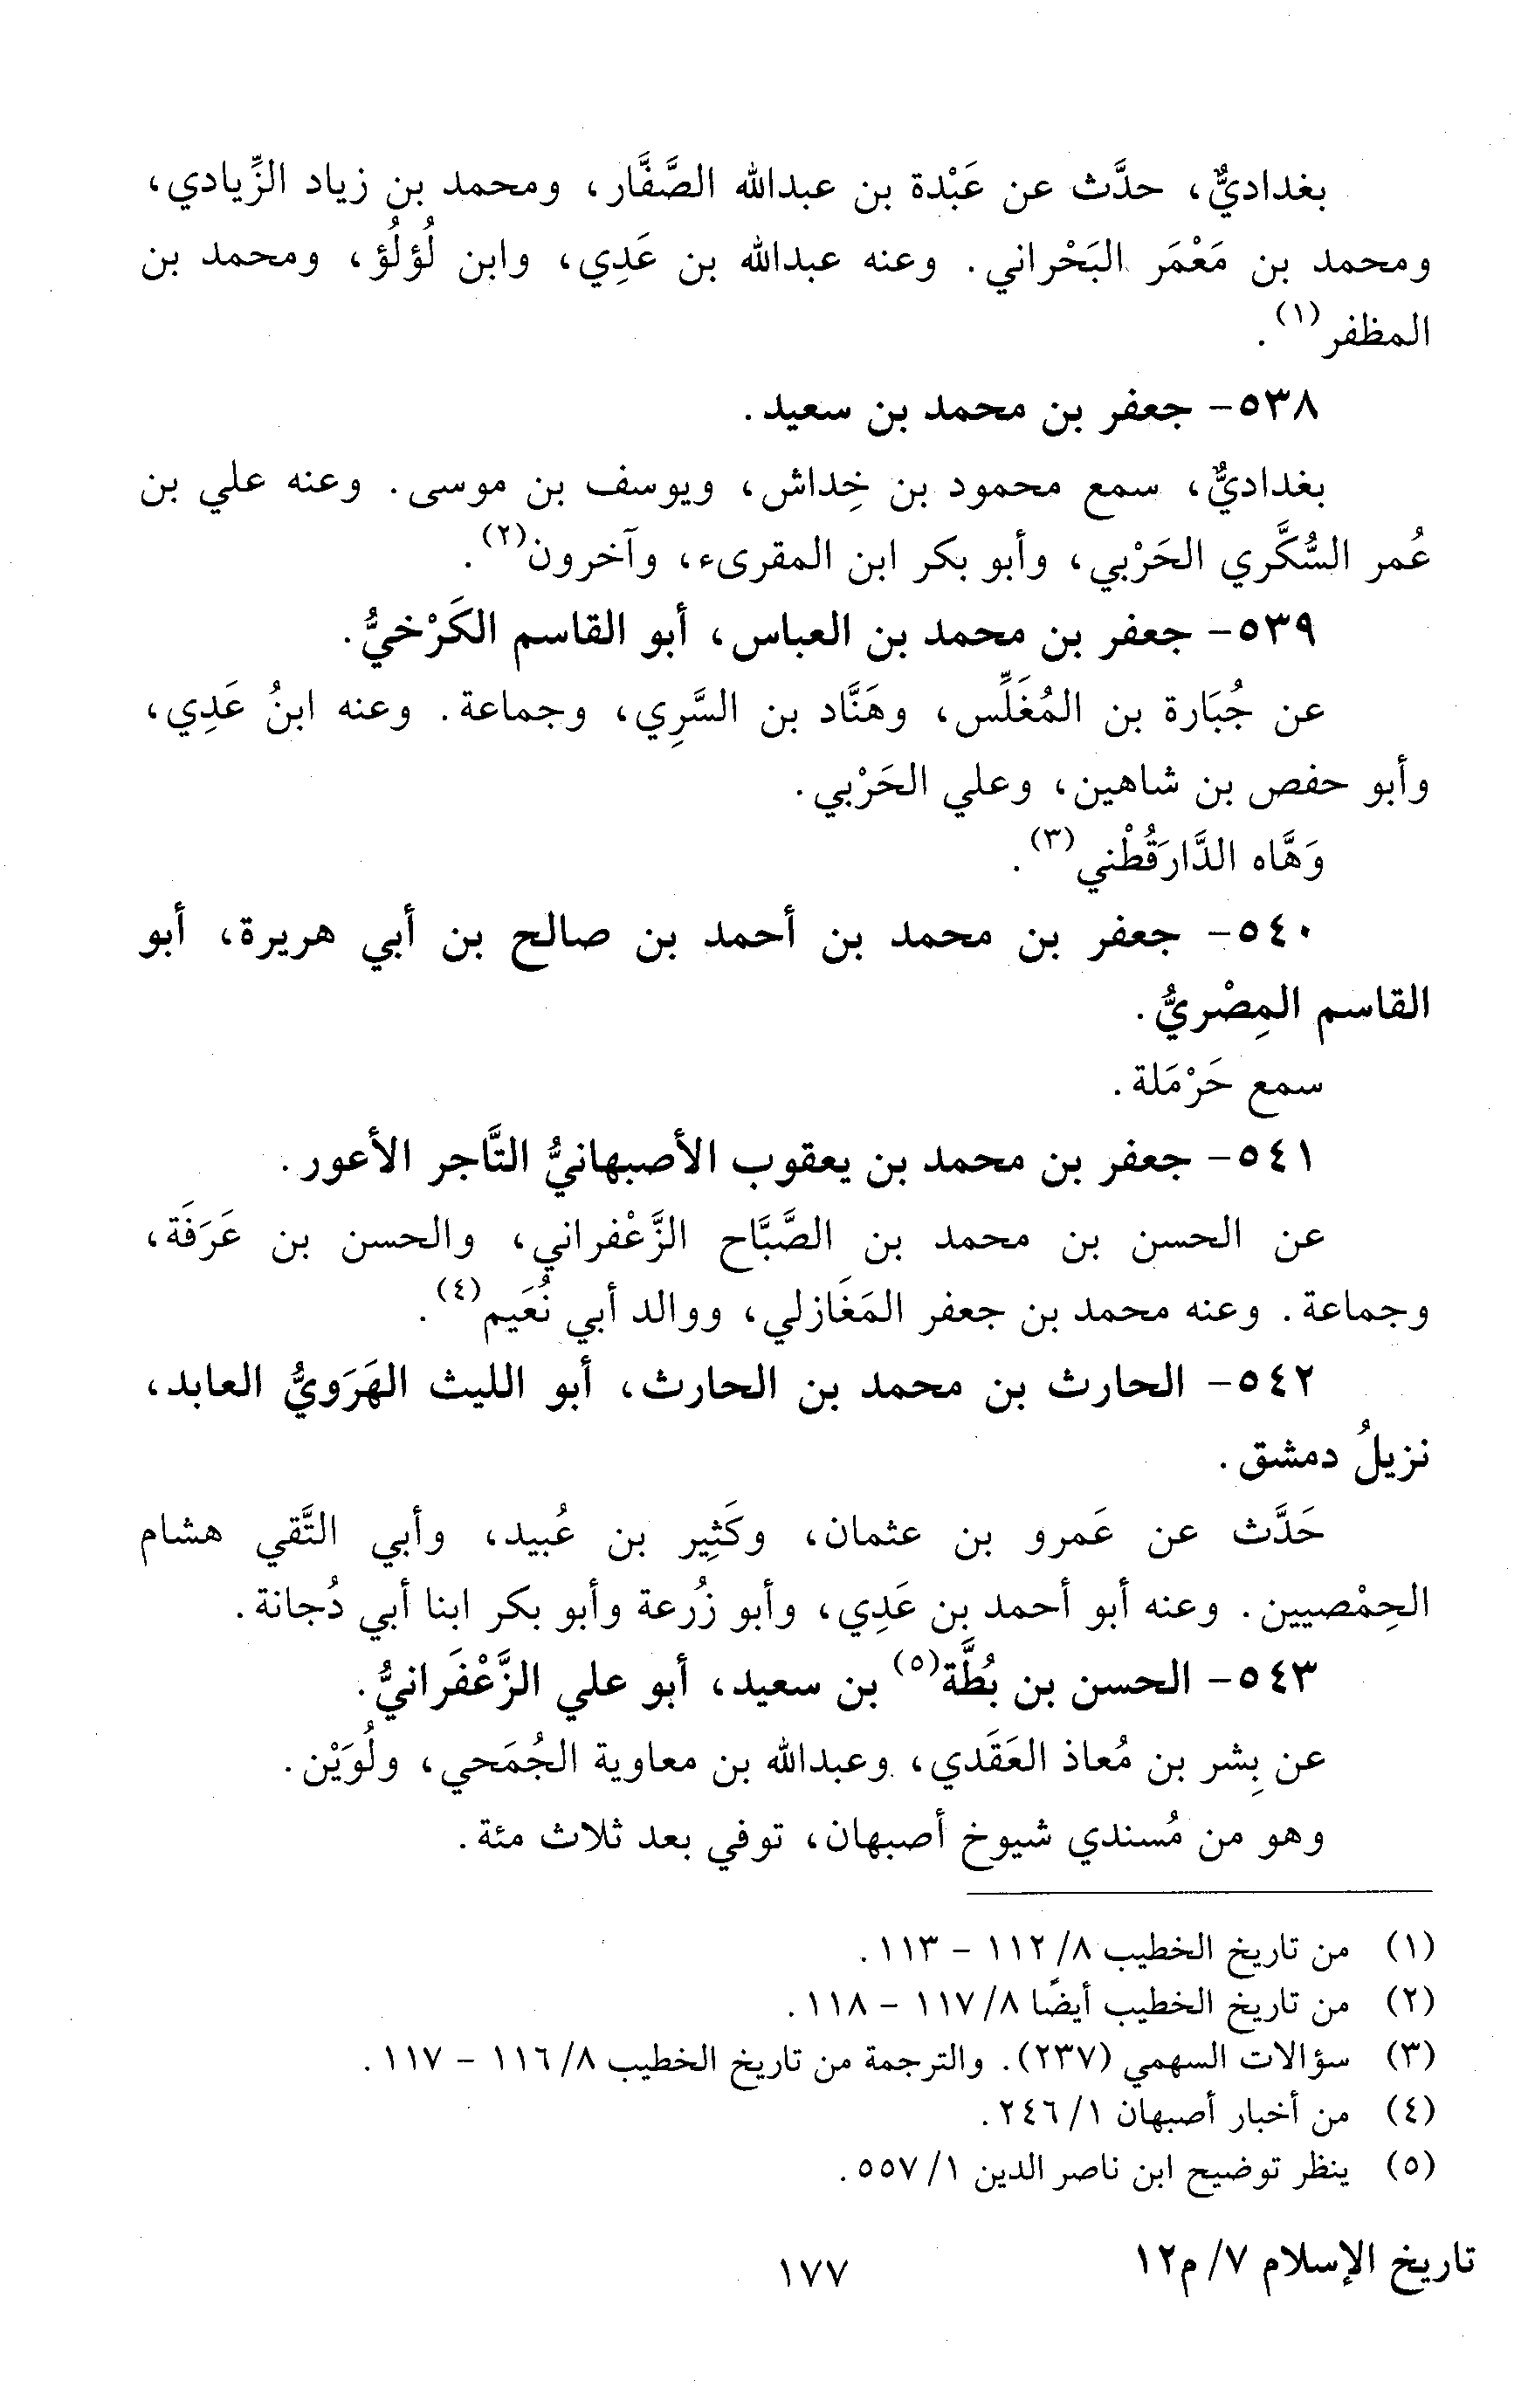 بغداديٌّ، حدَّث عن عَبْدة بن عبدالله الصَّفَّار، ومحمد بن زياد الزِّيادي،
ومحمد بن مَعْمَر البَحْراني. وعنه عبدالله بن عَدِي، وابن لُؤلُؤ، ومحمد بن
المظفر(١).
٥٣٨- جعفر بن محمد بن سعيد.
بغداديٌّ، سمع محمود بن خِداش، ويوسف بن موسى. وعنه علي بن
عُمر السُّكَّري الحَرْبي، وأبو بكر ابن المقرىء، وآخرون(٢).
٥٣٩- جعفر بن محمد بن العباس، أبو القاسم الكَرْخيُّ.
عن جُبَارة بن المُغَلِّس، وهَنَّاد بن السَّرِي، وجماعة. وعنه ابنُ عَدِي،
وأبو حفص بن شاهين، وعلي الحَرْبي.
وَهَّاه الدَّارَقُطْني(٣).
٥٤٠- جعفر بن محمد بن أحمد بن صالح بن أبي هريرة، أبو
القاسم المِصْريُّ.
سمع حَرْمَلة.
٥٤١- جعفر بن محمد بن يعقوب الأصبهانيُّ التَّاجر الأعور.
عن الحسن بن محمد بن الصَّبَّاح الزَّعْفراني، والحسن بن عَرَفَة،
وجماعة. وعنه محمد بن جعفر المَغَازلي، ووالد أبي نُعَيم(٤).
٥٤٢- الحارث بن محمد بن الحارث، أبو الليث الهَرَويُّ العابد،
نزيلُ دمشق.
حَدَّث عن عَمرو بن عثمان، وكَثِير بن عُبيد، وأبي التَّقي هشام
الحِمْصيين. وعنه أبو أحمد بن عَدِي، وأبو زُرعة وأبو بكر ابنا أبي دُجانة.
٥٤٣- الحسن بن بُطَّة(٥) بن سعيد، أبو علي الزَّعْفَرانيُّ.
عن بِشر بن مُعاذ العَقَدي، وعبدالله بن معاوية الجُمَحي، ولُوَيْن.
وهو من مُسندي شيوخ أصبهان، توفي بعد ثلاث مئة.
(١) من تاريخ الخطيب ٨/ ١١٢ - ١١٣.
(٢) من تاريخ الخطيب أيضًا ٨/ ١١٧ - ١١٨.
(٣) سؤالات السهمي (٢٣٧). والترجمة من تاريخ الخطيب ٨/ ١١٦ - ١١٧.
(٤) من أخبار أصبهان ١/ ٢٤٦.
(٥) ينظر توضيح ابن ناصر الدين ١/ ٥٥٧.
تاريخ الإسلام ٧/ م١٢
١٧٧